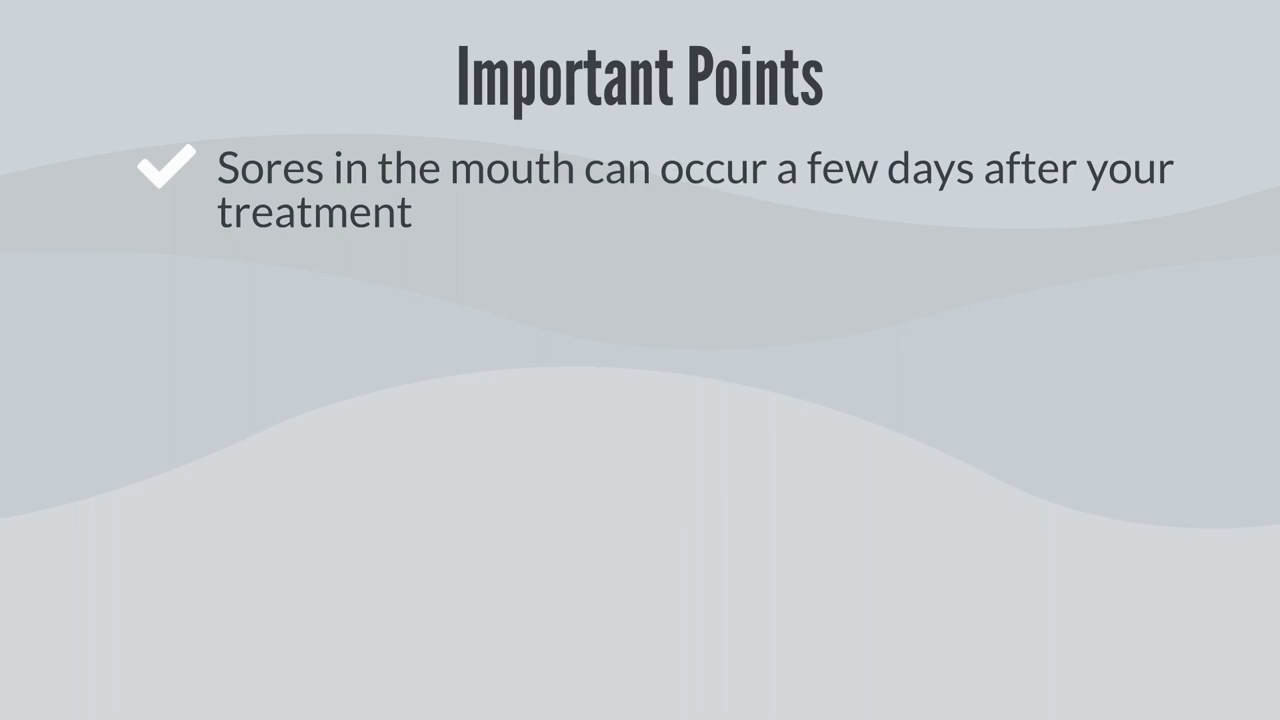 Important Points
Sores in the mouth can occur a few days after your
treatment